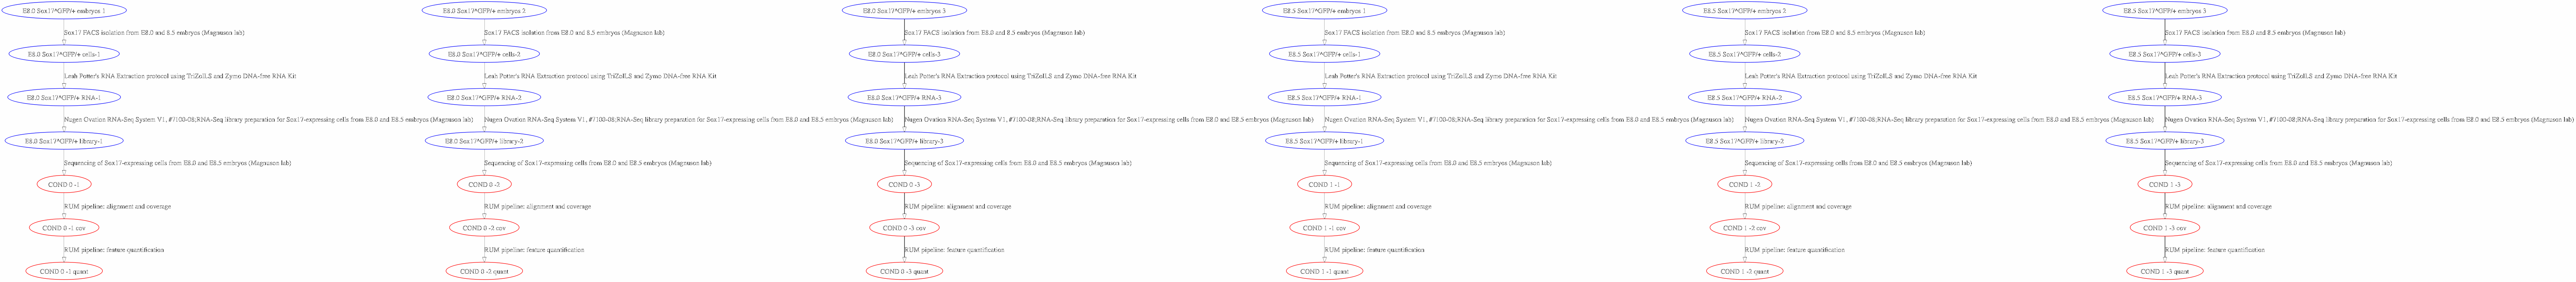 E8.0 Sox17^GFP/+ embryos 1
E8.0 Sox17^GFP/+ embryos 2
E8.0 Sox17^GFP/+ embryos 3
E8.5 Sox17^GFP/+ embryos 1
E8.5 Sox17^GFP/+ embryos 2
E8.5 Sox17^GFP/+ embryos 3
Sox17 FACS isolation from E8.0 and 8.5 embryos (Magnuson lab)
Sox17 FACS isolation from E8.0 and 8.5 embryos (Magnuson lab)
Sox17 FACS isolation from E8.0 and 8.5 embryos (Magnuson lab)
Sox17 FACS isolation from E8.0 and 8.5 embryos (Magnuson lab)
Sox17 FACS isolation from E8.0 and 8.5 embryos (Magnuson lab)
Sox17 FACS isolation from E8.0 and 8.5 embryos (Magnuson lab)
E8.0 Sox17^GFP/+ cells-1
E8.0 Sox17^GFP/+ cells-2
E8.0 Sox17^GFP/+ cells-3
E8.5 Sox17^GFP/+ cells-1
E8.5 Sox17^GFP/+ cells-2
E8.5 Sox17^GFP/+ cells-3
Leah Potter's RNA Extraction protocol using TriZolLS and Zymo DNA-free RNA Kit
Leah Potter's RNA Extraction protocol using TriZolLS and Zymo DNA-free RNA Kit
Leah Potter's RNA Extraction protocol using TriZolLS and Zymo DNA-free RNA Kit
Leah Potter's RNA Extraction protocol using TriZolLS and Zymo DNA-free RNA Kit
Leah Potter's RNA Extraction protocol using TriZolLS and Zymo DNA-free RNA Kit
Leah Potter's RNA Extraction protocol using TriZolLS and Zymo DNA-free RNA Kit
E8.0 Sox17^GFP/+ RNA-1
E8.0 Sox17^GFP/+ RNA-2
E8.0 Sox17^GFP/+ RNA-3
E8.5 Sox17^GFP/+ RNA-1
E8.5 Sox17^GFP/+ RNA-2
E8.5 Sox17^GFP/+ RNA-3
Nugen Ovation RNA-Seq System V1, #7100-08;RNA-Seq library preparation for Sox17-expressing cells from E8.0 and E8.5 embryos (Magnuson lab)
Nugen Ovation RNA-Seq System V1, #7100-08;RNA-Seq library preparation for Sox17-expressing cells from E8.0 and E8.5 embryos (Magnuson lab)
Nugen Ovation RNA-Seq System V1, #7100-08;RNA-Seq library preparation for Sox17-expressing cells from E8.0 and E8.5 embryos (Magnuson lab)
Nugen Ovation RNA-Seq System V1, #7100-08;RNA-Seq library preparation for Sox17-expressing cells from E8.0 and E8.5 embryos (Magnuson lab)
Nugen Ovation RNA-Seq System V1, #7100-08;RNA-Seq library preparation for Sox17-expressing cells from E8.0 and E8.5 embryos (Magnuson lab)
Nugen Ovation RNA-Seq System V1, #7100-08;RNA-Seq library preparation for Sox17-expressing cells from E8.0 and E8.5 embryos (Magnuson lab)
E8.0 Sox17^GFP/+ library-1
E8.0 Sox17^GFP/+ library-2
E8.0 Sox17^GFP/+ library-3
E8.5 Sox17^GFP/+ library-1
E8.5 Sox17^GFP/+ library-2
E8.5 Sox17^GFP/+ library-3
Sequencing of Sox17-expressing cells from E8.0 and E8.5 embryos (Magnuson lab)
Sequencing of Sox17-expressing cells from E8.0 and E8.5 embryos (Magnuson lab)
Sequencing of Sox17-expressing cells from E8.0 and E8.5 embryos (Magnuson lab)
Sequencing of Sox17-expressing cells from E8.0 and E8.5 embryos (Magnuson lab)
Sequencing of Sox17-expressing cells from E8.0 and E8.5 embryos (Magnuson lab)
Sequencing of Sox17-expressing cells from E8.0 and E8.5 embryos (Magnuson lab)
COND 0 -1
COND 0 -2
COND 0 -3
COND 1 -1
COND 1 -2
COND 1 -3
RUM pipeline: alignment and coverage
RUM pipeline: alignment and coverage
RUM pipeline: alignment and coverage
RUM pipeline: alignment and coverage
RUM pipeline: alignment and coverage
RUM pipeline: alignment and coverage
COND 0 -1 cov
COND 0 -2 cov
COND 0 -3 cov
COND 1 -1 cov
COND 1 -2 cov
COND 1 -3 cov
RUM pipeline: feature quantification
RUM pipeline: feature quantification
RUM pipeline: feature quantification
RUM pipeline: feature quantification
RUM pipeline: feature quantification
RUM pipeline: feature quantification
COND 0 -1 quant
COND 0 -2 quant
COND 0 -3 quant
COND 1 -1 quant
COND 1 -2 quant
COND 1 -3 quant